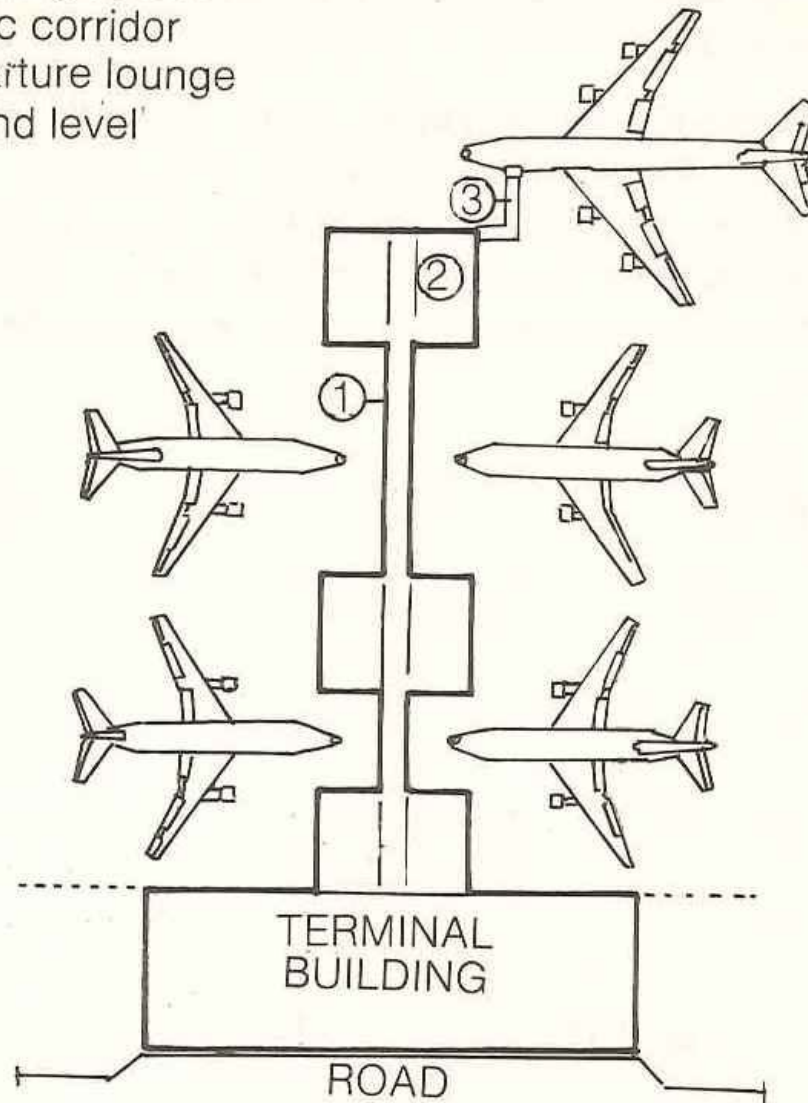 corridor
lounge
level
③
②
①
TERMINAL
BUILDING
ROAD